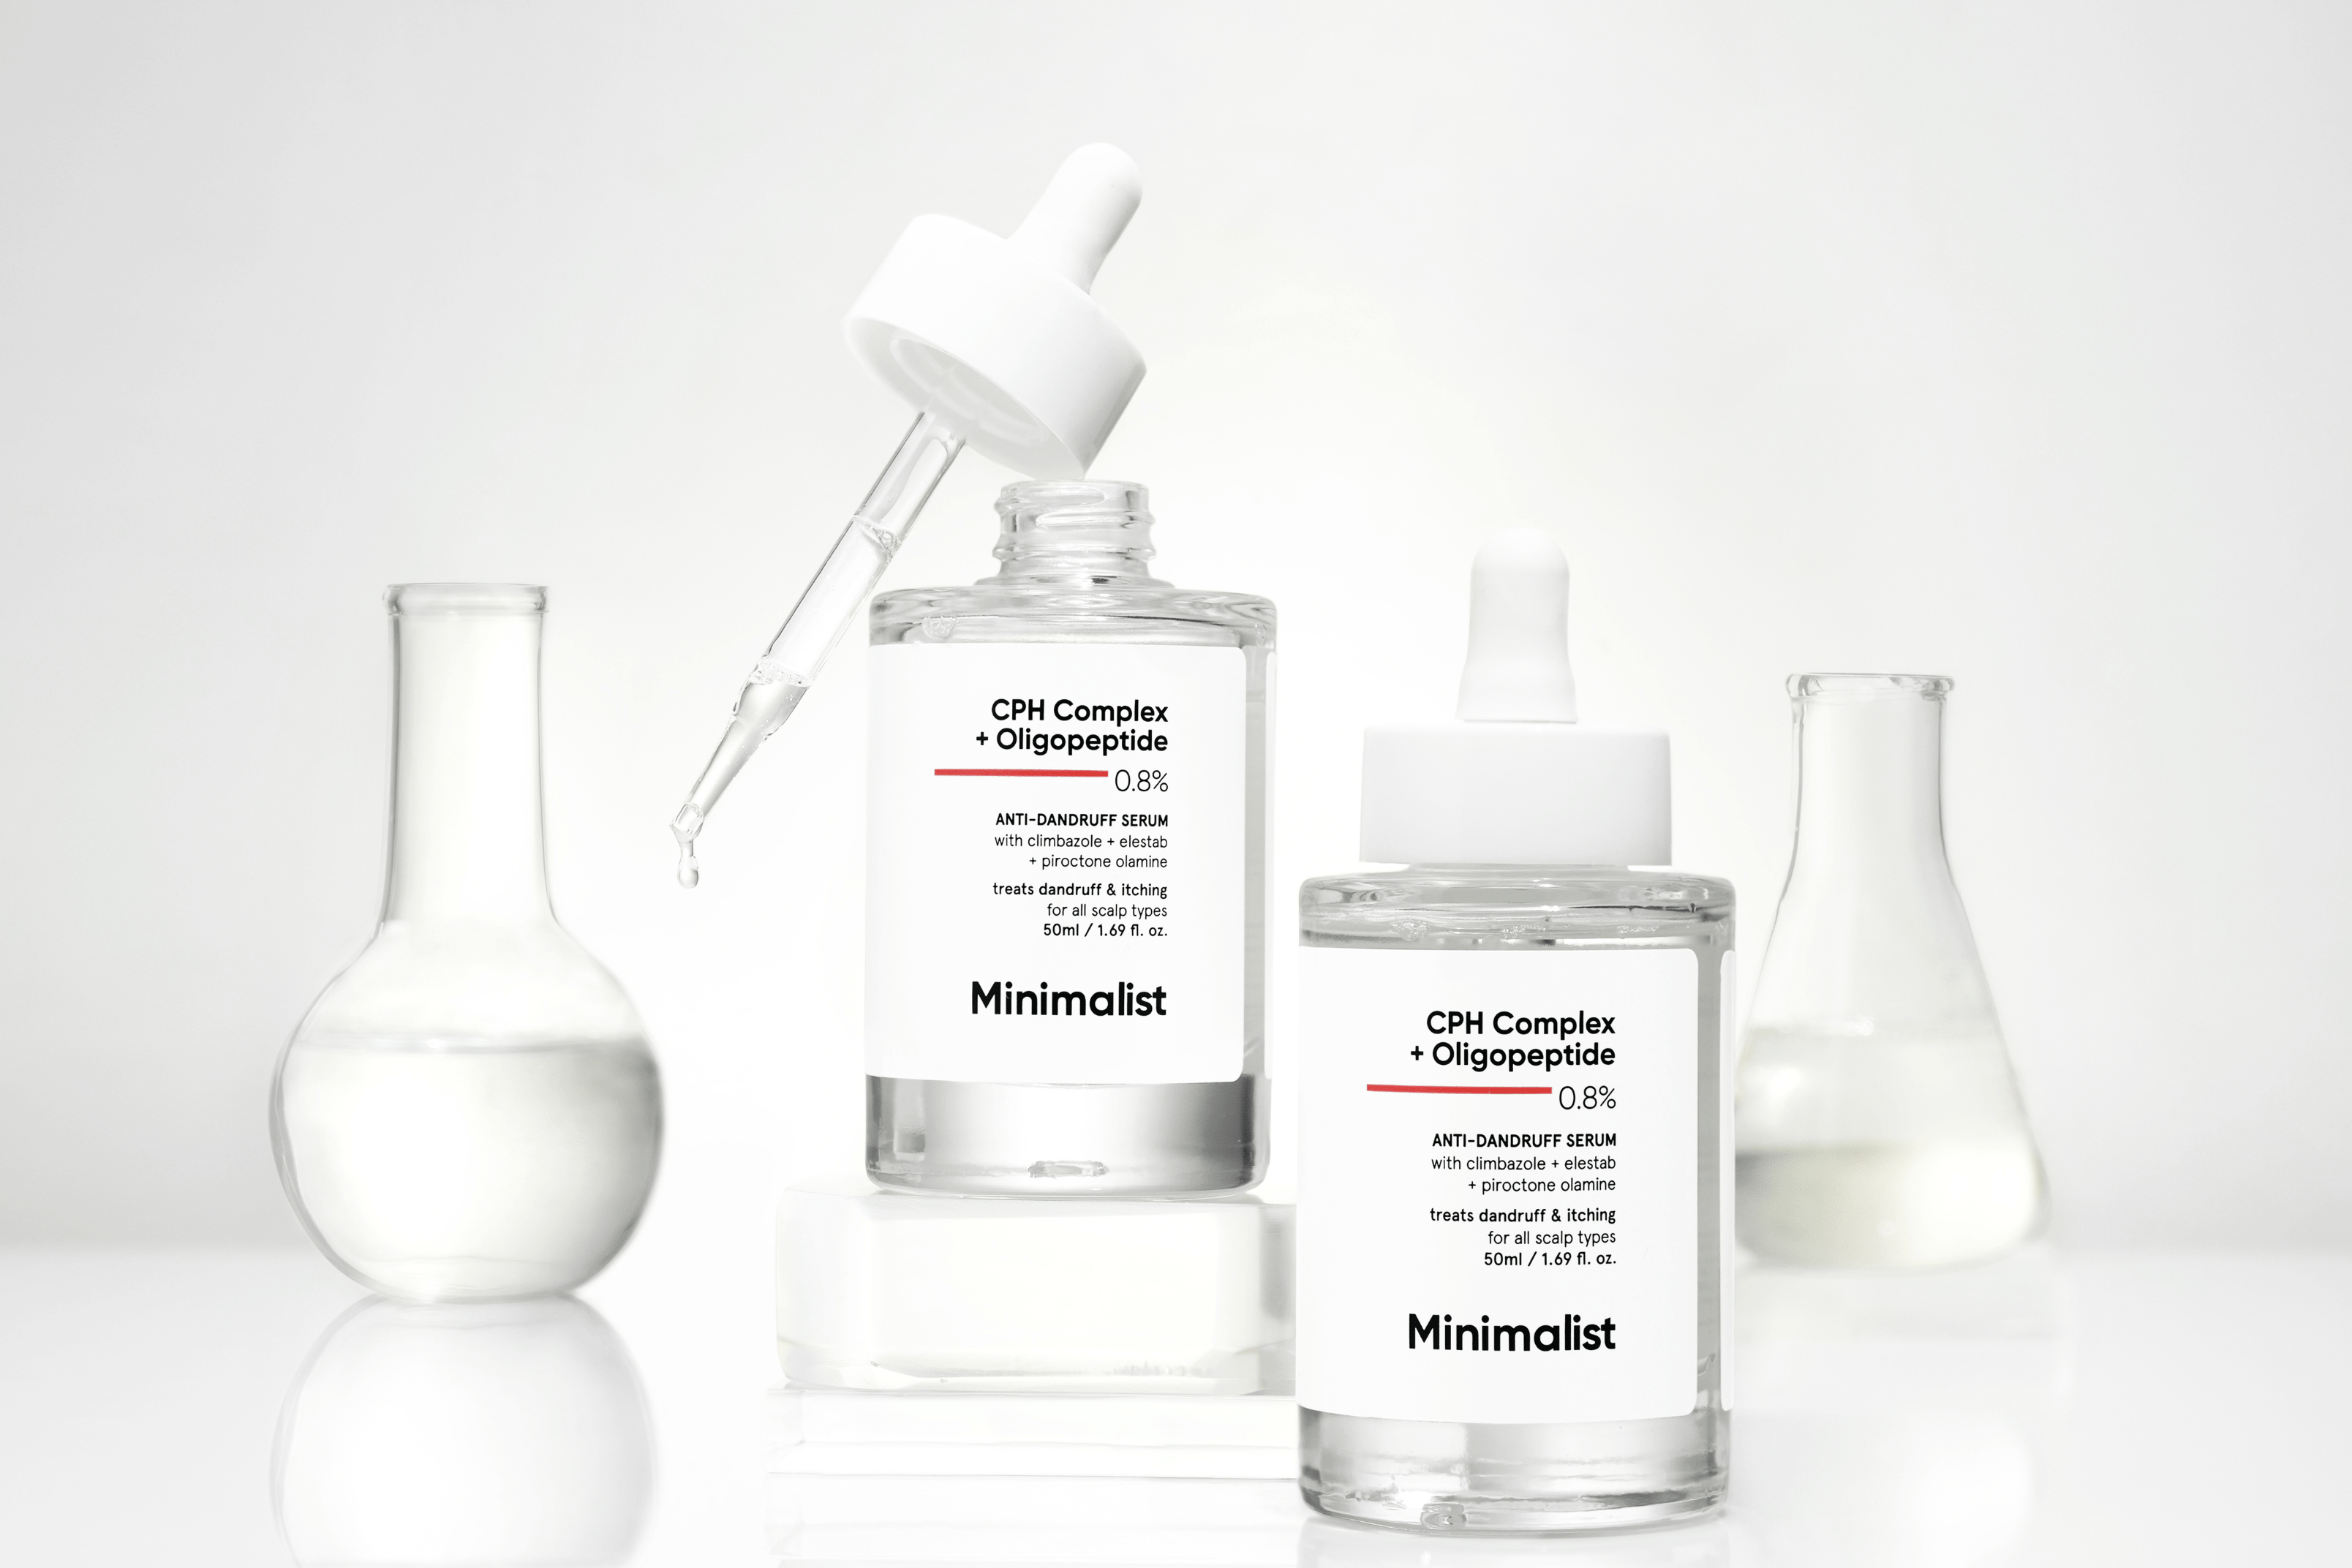 CPH Complex
+ Oligopeptide
0.8%
ANTI-DANDRUFF SERUM
with climbazole + elestab
+ piroctone olamine
treats dandruff & itching
for all scalp types
50ml / 1.69 fl. oz.
Minimalist
CPH Complex
+ Oligopeptide
0.8%
ANTI-DANDRUFF SERUM
with climbazole + elestab
+ piroctone olamine
treats dandruff & itching
for all scalp types
50ml / 1.69 fl. oz.
Minimalist